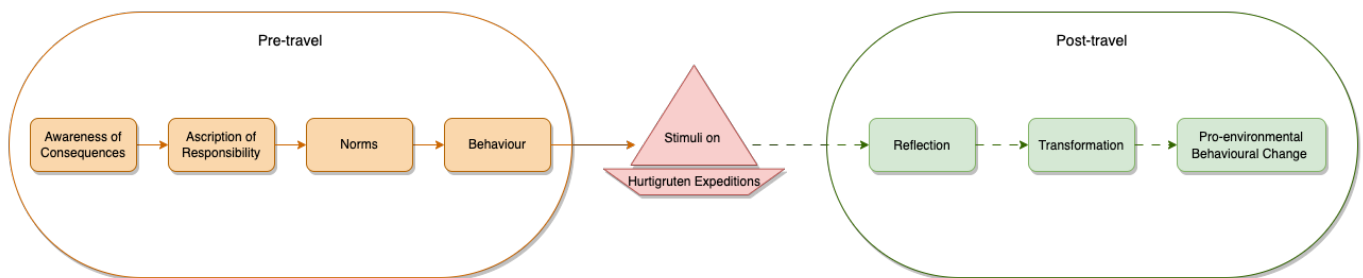 Pre-travel
Awareness of
Consequences
Ascription of
Responsibility
Norms
Behaviour
Stimuli on
Hurtigruten Expeditions
Post-travel
Reflection
Transformation
Pro-environmental
Behavioural Change